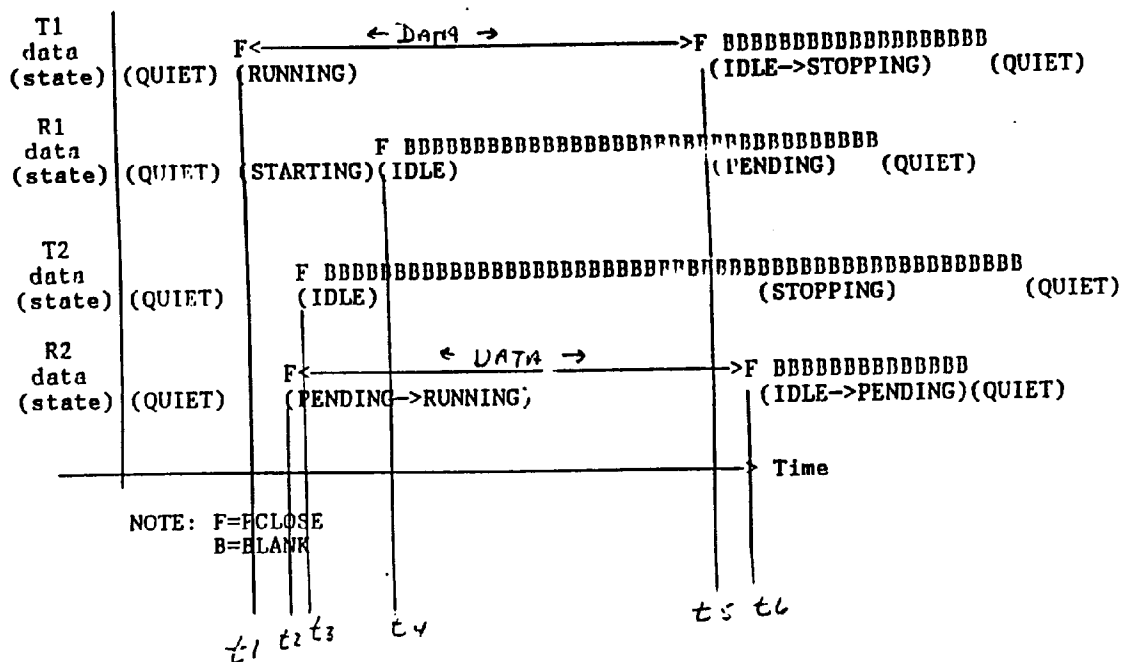 T1
← DATA →
data F<————>F BBBBBBBBBBBBBBBBBBB
(state) (QUIET) (RUNNING) (IDLE->STOPPING) (QUIET)
R1
data F BBBBBBBBBBBBBBBBBBBBBBBBBBBBBBBBB
(state) (QUIET) (STARTING) (IDLE) (PENDING) (QUIET)
T2
data F BBBBBBBBBBBBBBBBBBBBBBBBBBBBBBBBBBBBBBBBBBBBBBBBBB
(state) (QUIET) (IDLE) (STOPPING) (QUIET)
R2
← DATA →
data F<————>F BBBBBBBBBBBBBB
(state) (QUIET) (PENDING->RUNNING) (IDLE->PENDING) (QUIET)
> Time
NOTE: F=FCLOSE
B=BLANK
t1 t2 t3 t4 t5 t6